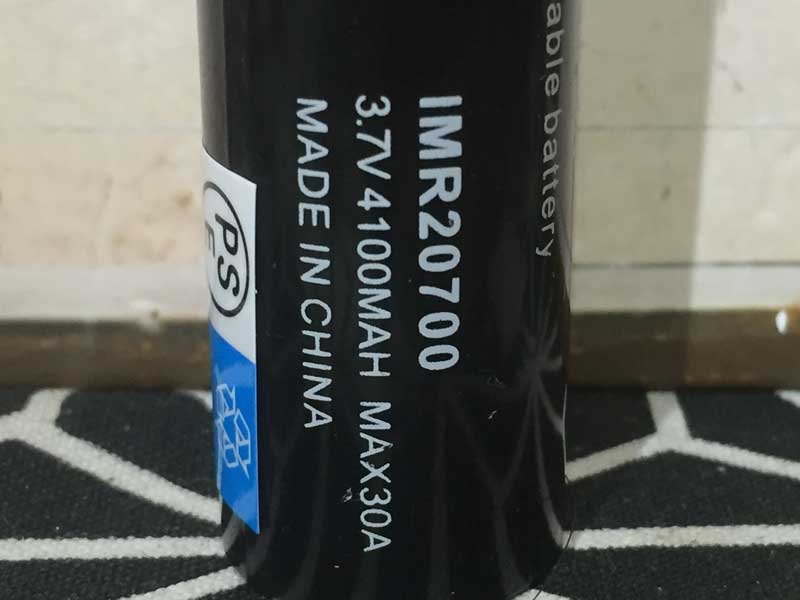 able battery
IMR20700
3.7V 4100MAH MAX30A
MADE IN CHINA
PS
E